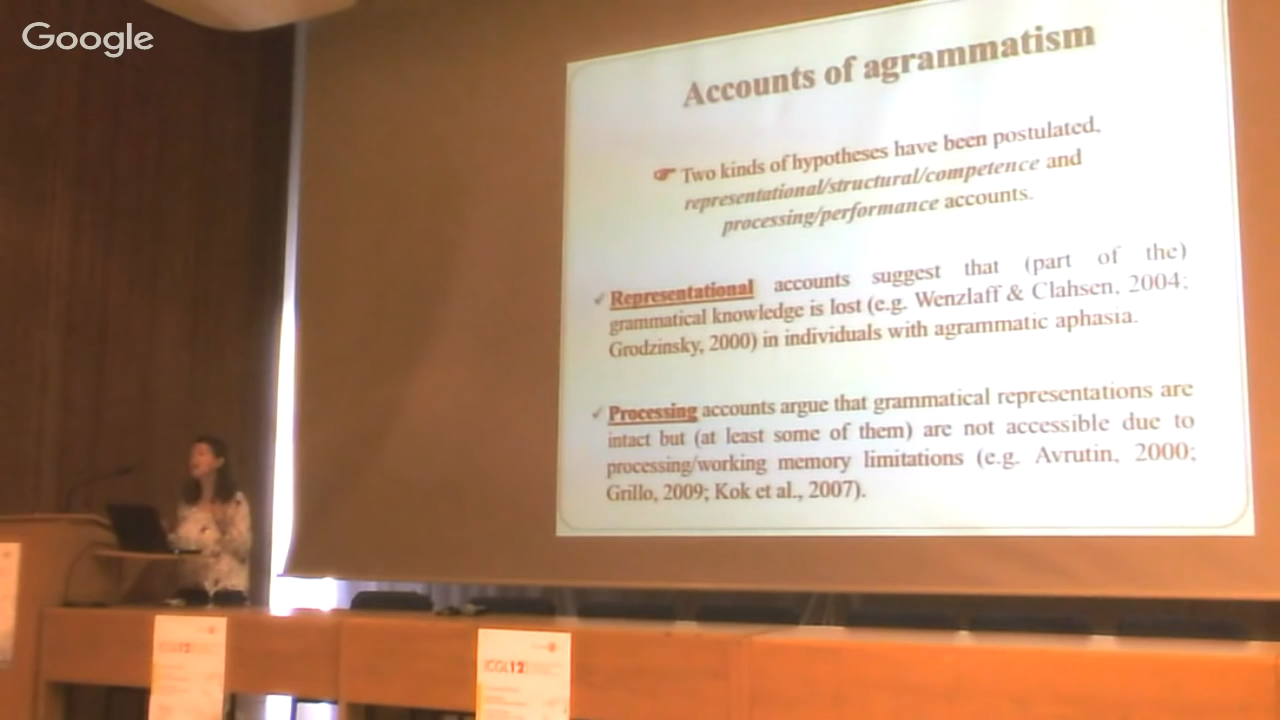 Google
Accounts of agrammatism
☞ Two kinds of hypotheses have been postulated,
representational/structural/competence and
processing/performance accounts.
✓ Representational accounts suggest that (part of the)
grammatical knowledge is lost (e.g. Wenzlaff & Clahsen, 2004;
Grodzinsky, 2000) in individuals with agrammatic aphasia.
✓ Processing accounts argue that grammatical representations are
intact but (at least some of them) are not accessible due to
processing/working memory limitations (e.g. Avrutin, 2000;
Grillo, 2009; Kok et al., 2007).
ICGL12
ICGL12